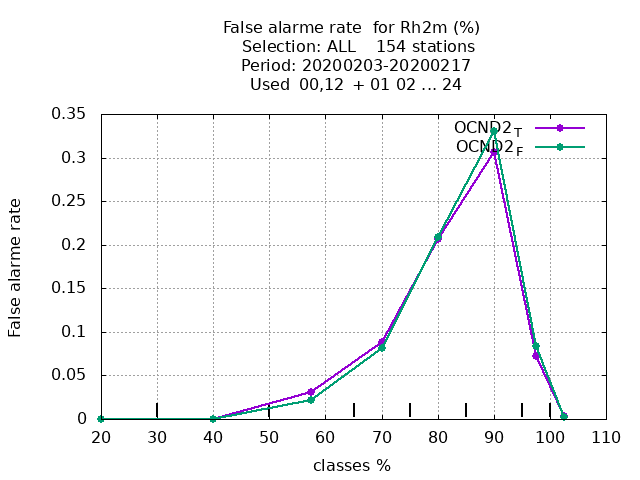 False alarme rate  for Rh2m (%)
Selection: ALL    154 stations
Period: 20200203-20200217
Used  00,12  + 01 02 ... 24
0.35
0.3
0.25
0.2
0.15
0.1
0.05
0
False alarme rate
OCND2_T
OCND2_F
20 30 40 50 60 70 80 90 100 110
classes %